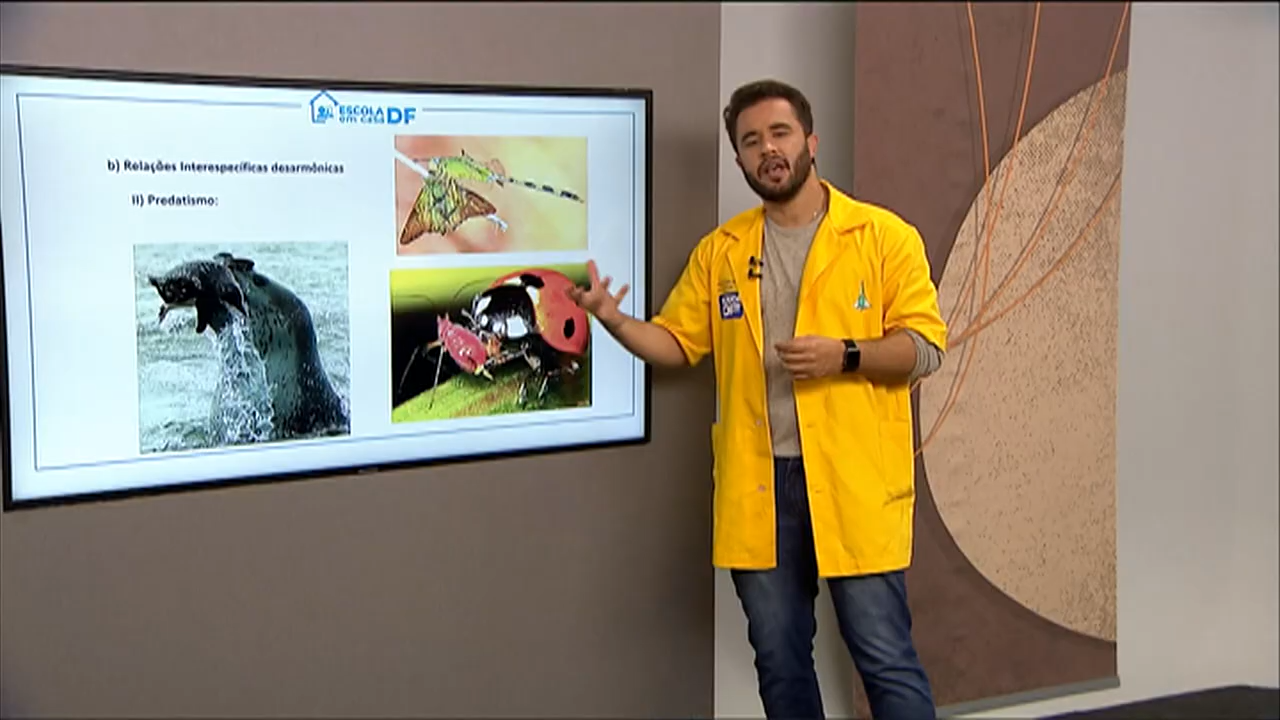 ESCOLA
em casa DF
b) Relações Interespecíficas desarmônicas
II) Predatismo: